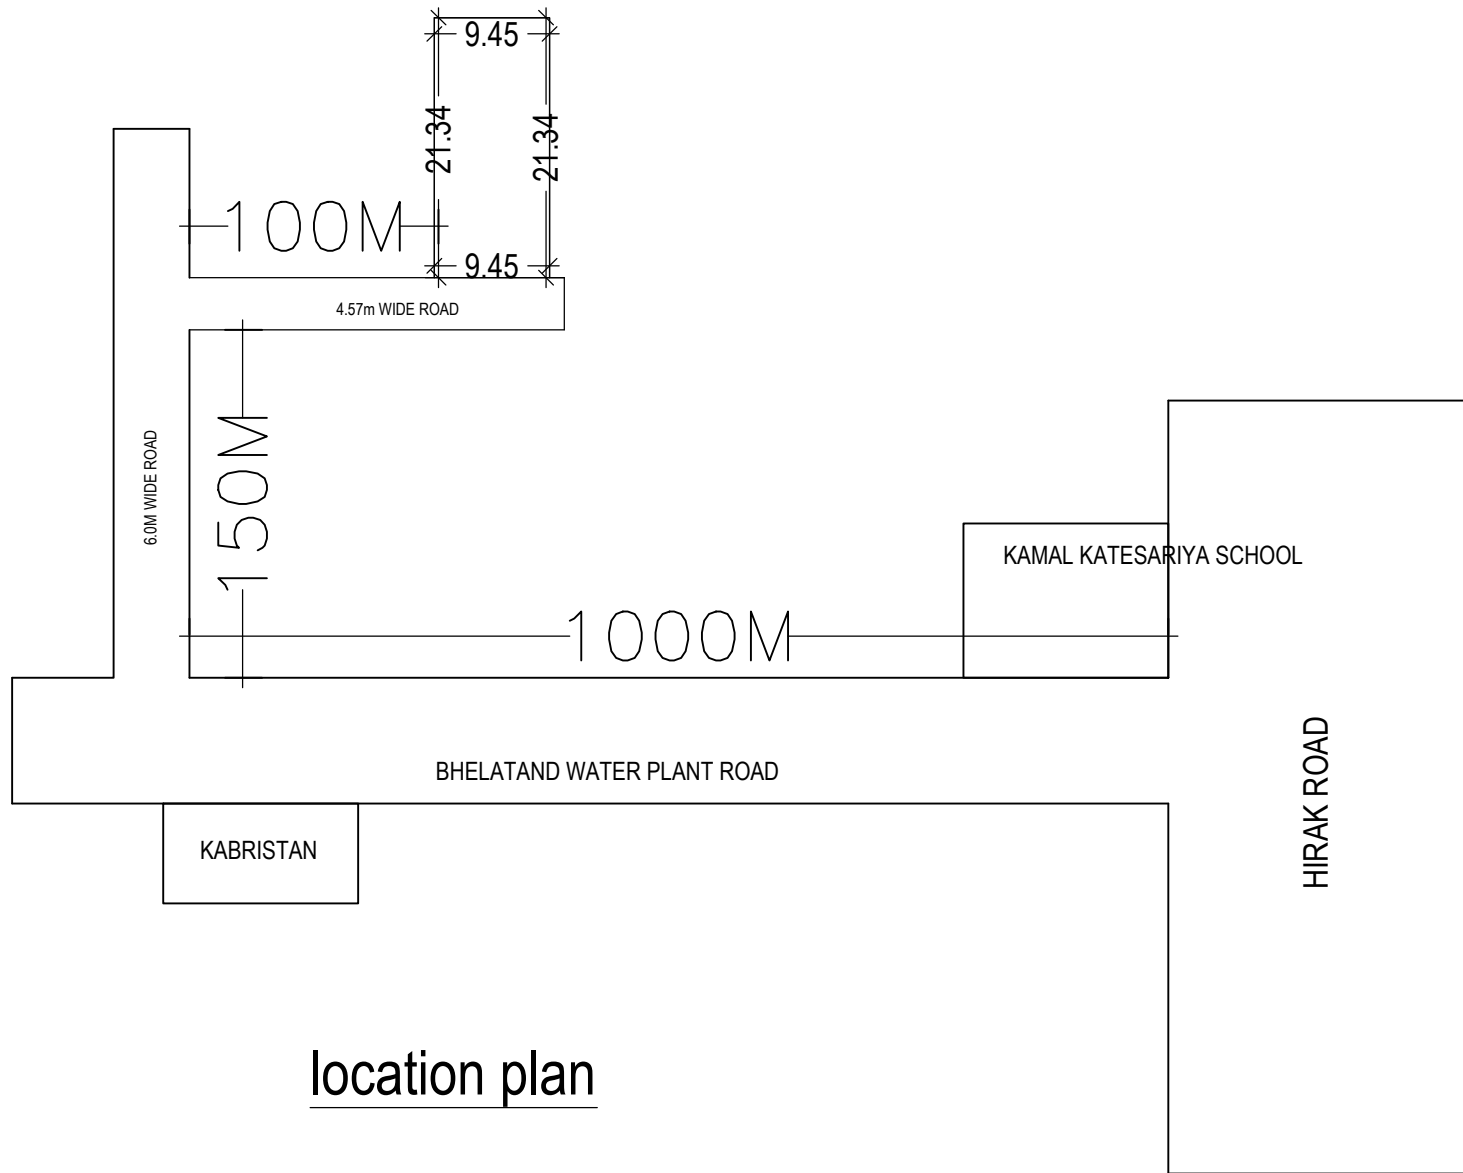 9.45
21.34
21.34
100M
9.45
4.57m WIDE ROAD
6.0M WIDE ROAD
150M
KAMAL KATESARIYA SCHOOL
1000M
BHELATAND WATER PLANT ROAD
HIRAK ROAD
KABRISTAN
location plan